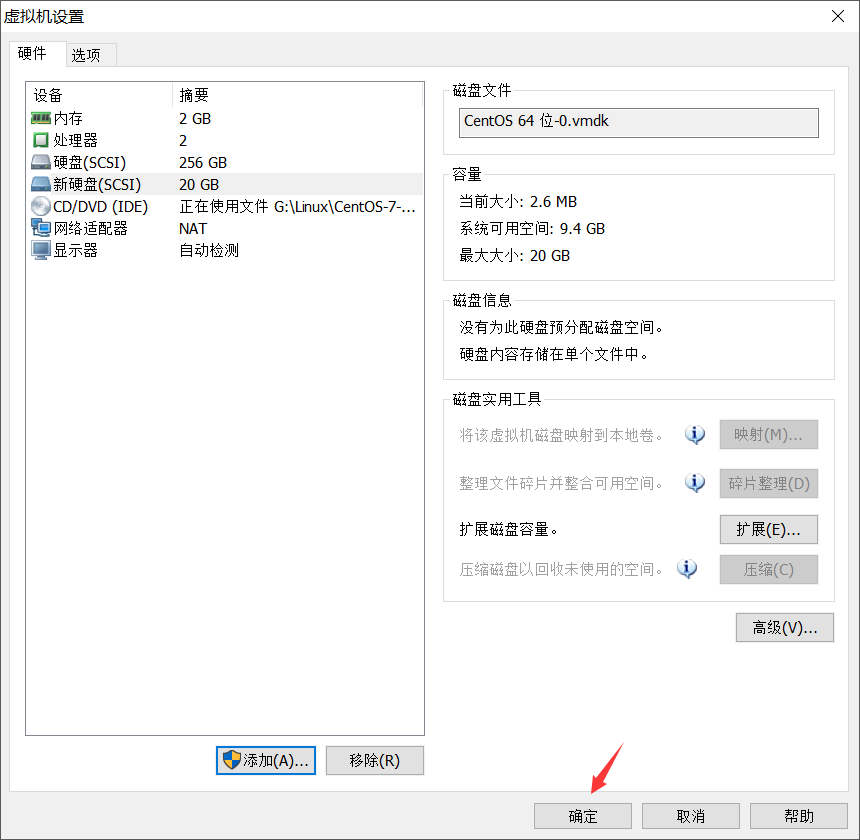 虚拟机设置
硬件 选项
设备 摘要
内存 2 GB
处理器 2
硬盘(SCSI) 256 GB
新硬盘(SCSI) 20 GB
CD/DVD (IDE) 正在使用文件 G:\Linux\CentOS-7-...
网络适配器 NAT
显示器 自动检测
添加(A)... 移除(R)
磁盘文件
CentOS 64 位-0.vmdk
容量
当前大小: 2.6 MB
系统可用空间: 9.4 GB
最大大小: 20 GB
磁盘信息
没有为此硬盘预分配磁盘空间。
硬盘内容存储在单个文件中。
磁盘实用工具
将该虚拟机磁盘映射到本地卷。 映射(M)...
整理文件碎片并整合可用空间。 碎片整理(D)
扩展磁盘容量。 扩展(E)...
压缩磁盘以回收未使用的空间。 压缩(C)
高级(V)...
确定 取消 帮助